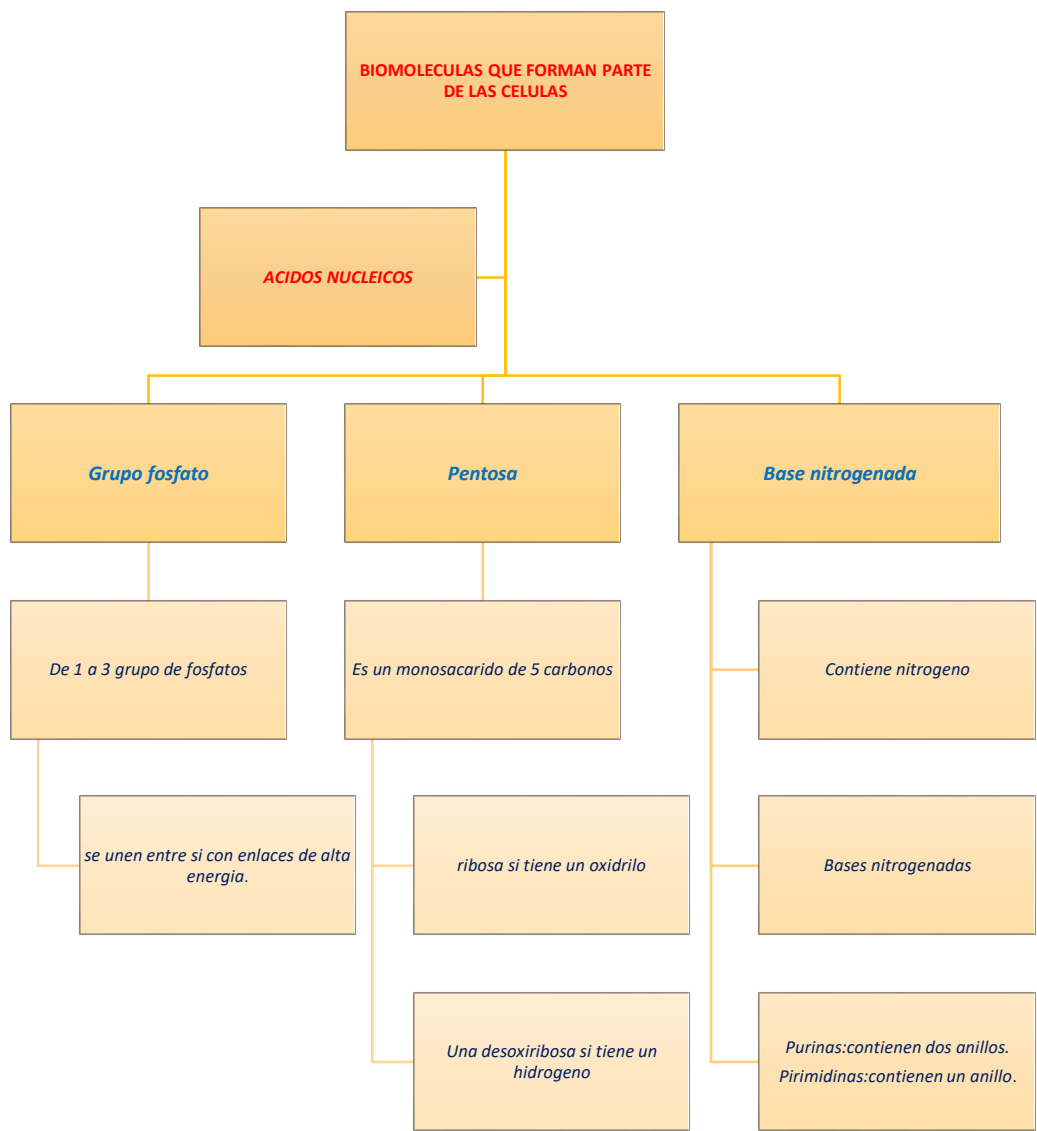 BIOMOLECULAS QUE FORMAN PARTE
DE LAS CELULAS
ACIDOS NUCLEICOS
Grupo fosfato
Pentosa
Base nitrogenada
De 1 a 3 grupo de fosfatos
Es un monosacarido de 5 carbonos
Contiene nitrogeno
se unen entre si con enlaces de alta
energia.
ribosa si tiene un oxidrilo
Bases nitrogenadas
Una desoxiribosa si tiene un
hidrogeno
Purinas:contienen dos anillos.
Pirimidinas:contienen un anillo.